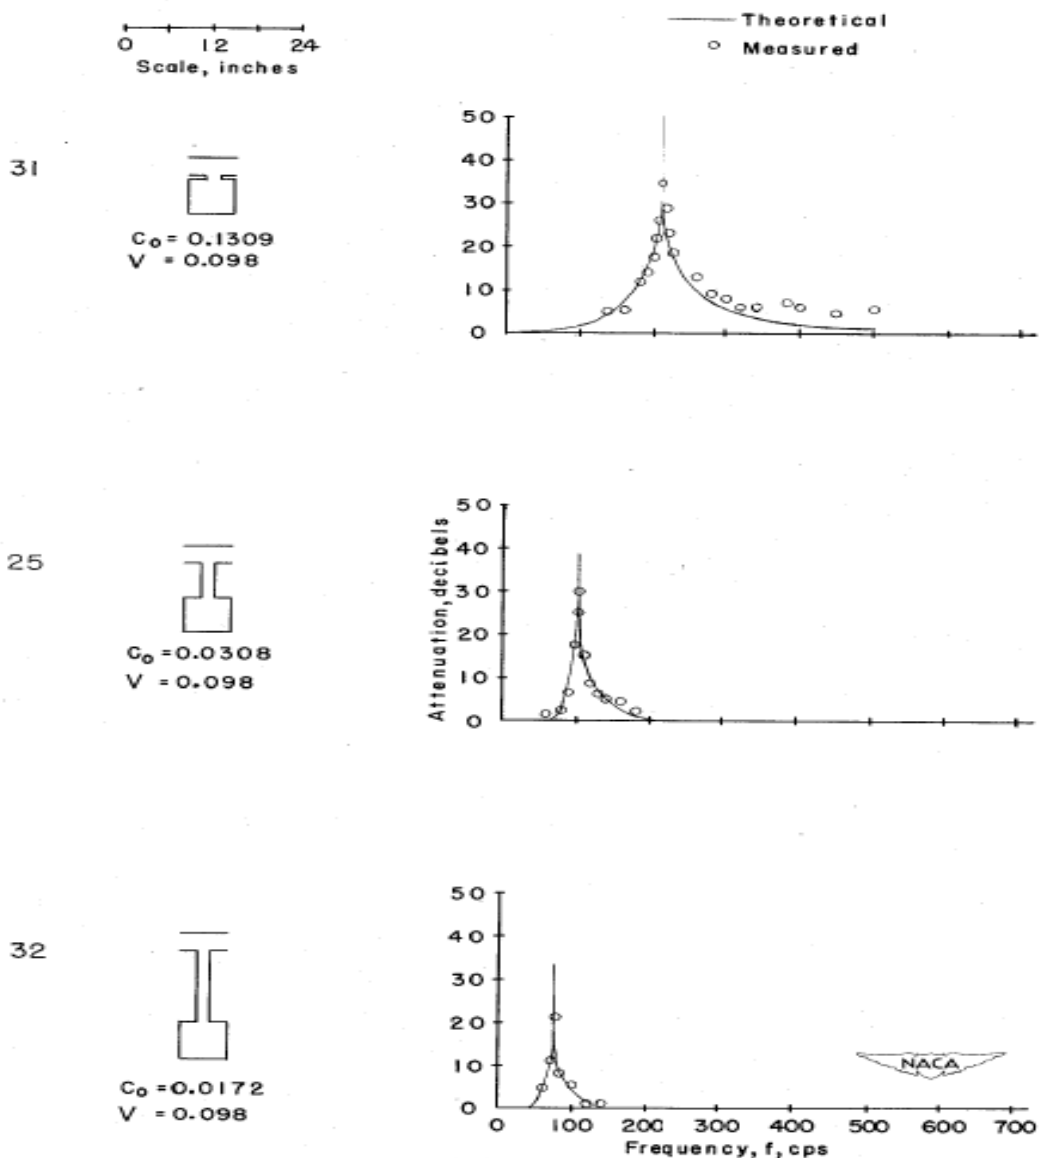 0 12 24
Scale, inches
Theoretical
Measured
31
C₀ = 0.1309
V = 0.098
50
40
30
20
10
0
25
C₀ = 0.0308
V = 0.098
Attenuation, decibels
50
40
30
20
10
0
32
C₀ = 0.0172
V = 0.098
50
40
30
20
10
0
0 100 200 300 400 500 600 700
Frequency, f, cps
NACA